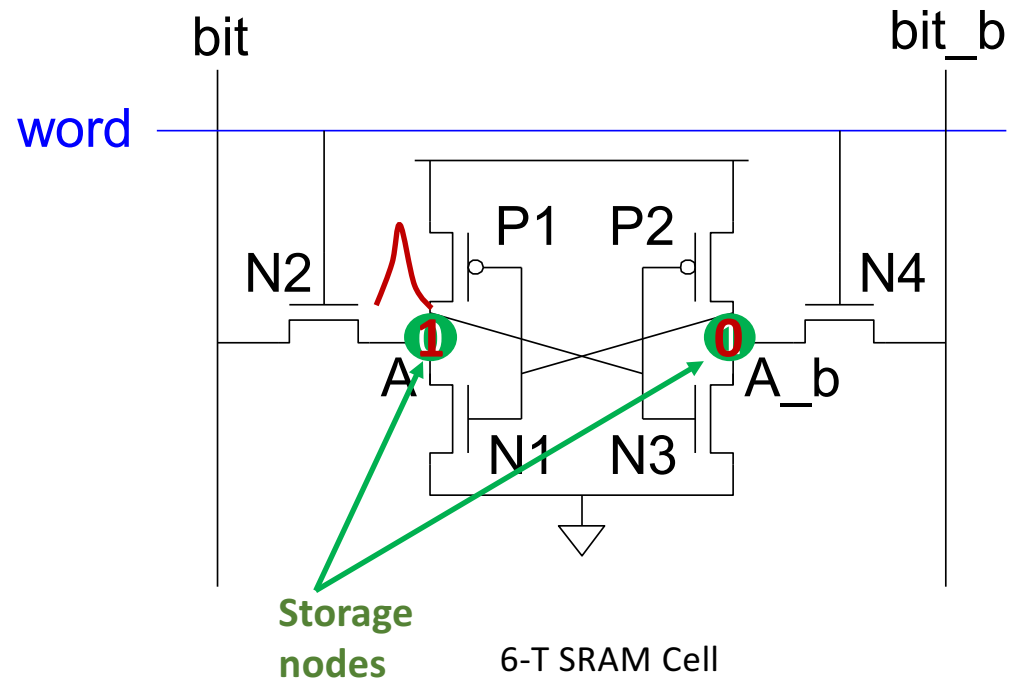 bit
bit_b
word
P1
P2
N2
N4
1
0
A
A_b
N1
N3
Storage
nodes
6-T SRAM Cell